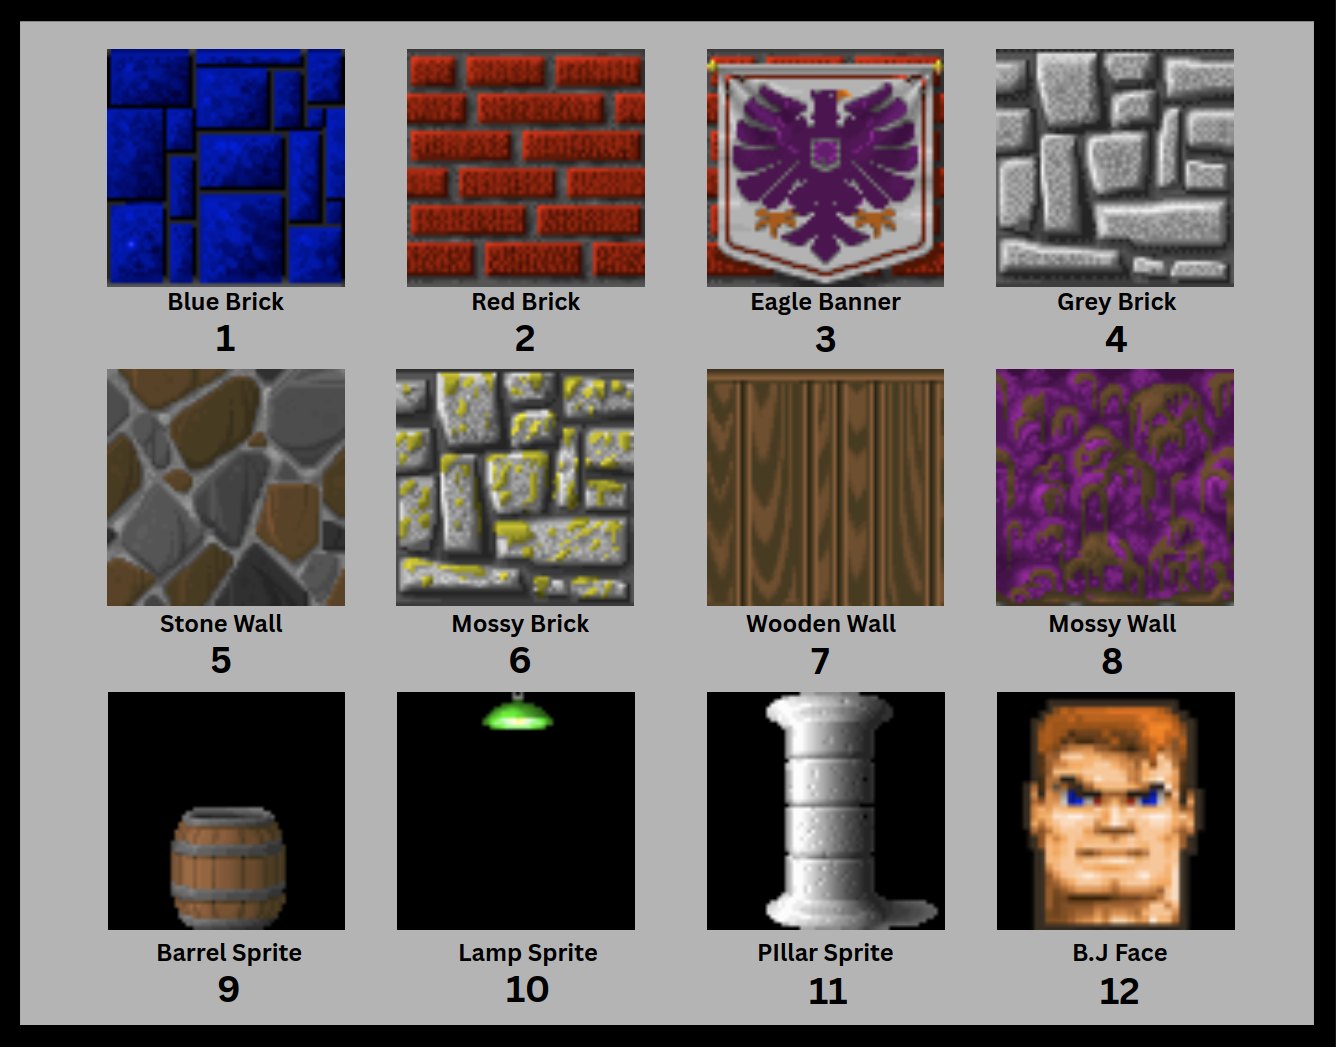 Blue Brick
1
Red Brick
2
Eagle Banner
3
Grey Brick
4
Stone Wall
5
Mossy Brick
6
Wooden Wall
7
Mossy Wall
8
Barrel Sprite
9
Lamp Sprite
10
PIllar Sprite
11
B.J Face
12